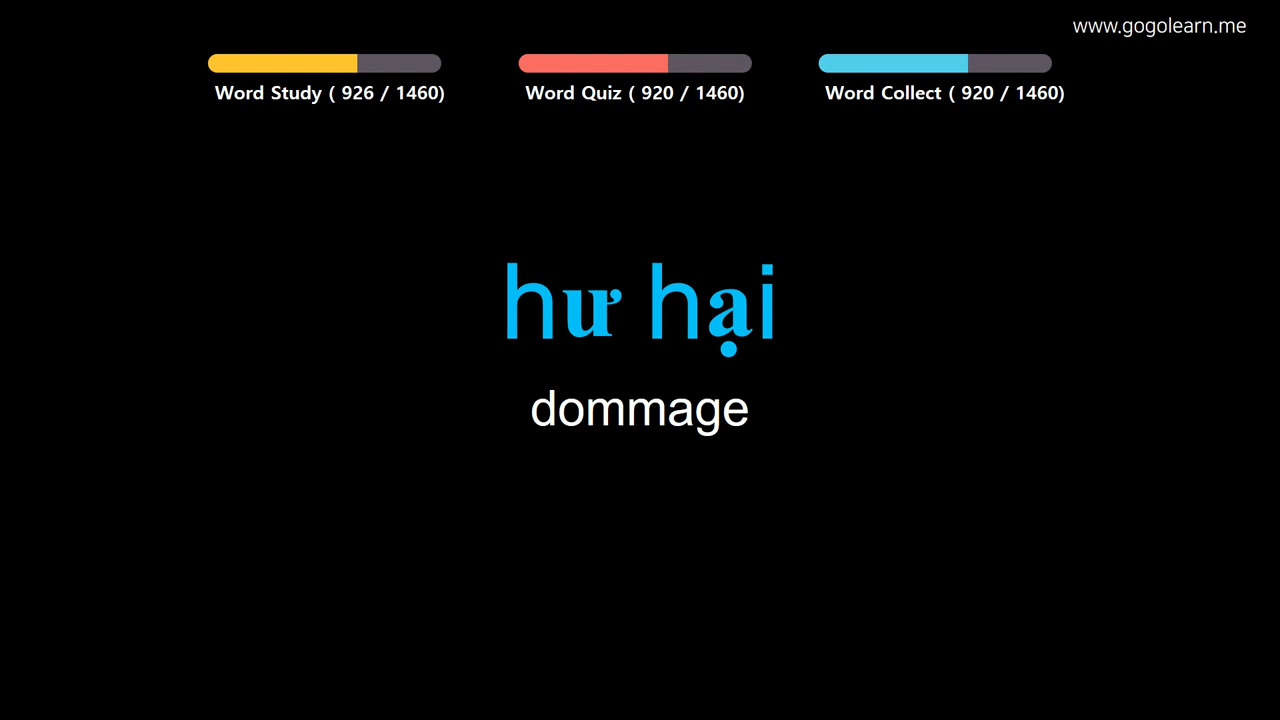 www.gogolearn.me
Word Study ( 926 / 1460)
Word Quiz ( 920 / 1460)
Word Collect ( 920 / 1460)
hư hại
dommage